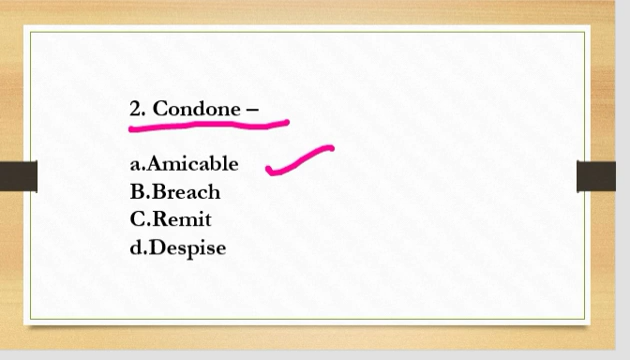 2. Condone –
a.Amicable
B.Breach
C.Remit
d.Despise